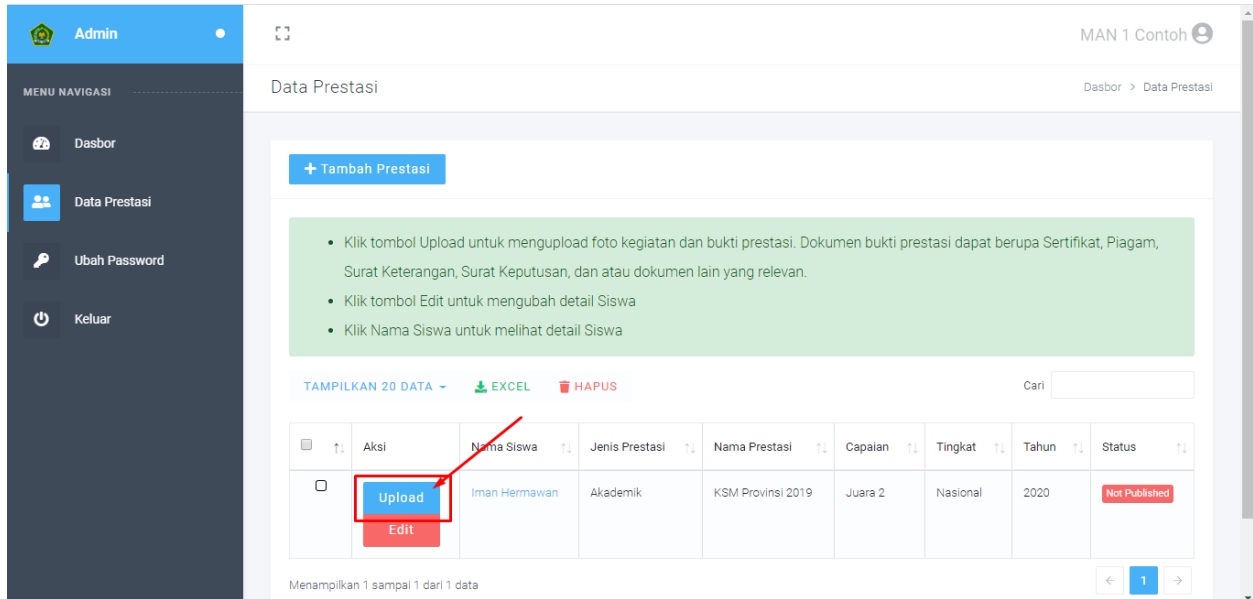 Admin
MAN 1 Contoh
MENU NAVIGASI
Data Prestasi
Dasbor > Data Prestasi
Dasbor
Data Prestasi
Ubah Password
Keluar
+ Tambah Prestasi
• Klik tombol Upload untuk mengupload foto kegiatan dan bukti prestasi. Dokumen bukti prestasi dapat berupa Sertifikat, Piagam,
Surat Keterangan, Surat Keputusan, dan atau dokumen lain yang relevan.
• Klik tombol Edit untuk mengubah detail Siswa
• Klik Nama Siswa untuk melihat detail Siswa
TAMPILKAN 20 DATA EXCEL HAPUS Cari
Aksi Nama Siswa Jenis Prestasi Nama Prestasi Capaian Tingkat Tahun Status
Upload Iman Hermawan Akademik KSM Provinsi 2019 Juara 2 Nasional 2020 Not Published
Edit
Menampilkan 1 sampai 1 dari 1 data
← 1 →